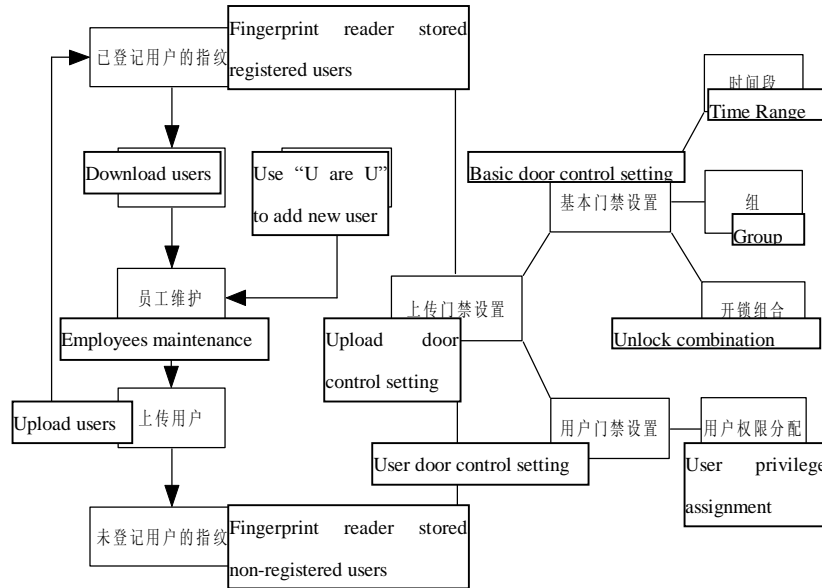 已登记用户的指纹
Fingerprint reader stored
registered users
时间段
Time Range
Download users
Use “U are U”
to add new user
Basic door control setting
基本门禁设置
组
Group
员工维护
Employees maintenance
上传门禁设置
Upload door
control setting
开锁组合
Unlock combination
Upload users
上传用户
用户门禁设置
User door control setting
用户权限分配
User privilege
assignment
未登记用户的指纹
Fingerprint reader stored
non-registered users